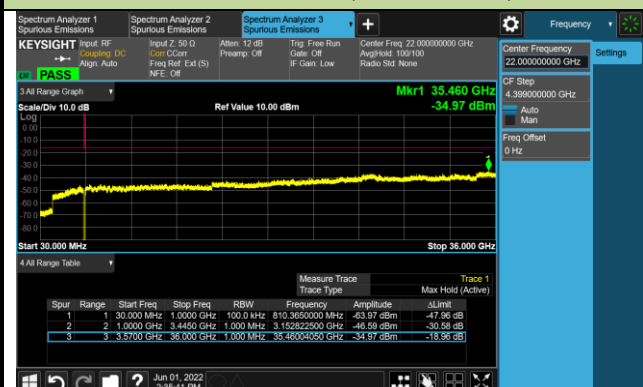 Spectrum Analyzer 1
Spurious Emissions
Spectrum Analyzer 2
Spurious Emissions
Spectrum Analyzer 3
Spurious Emissions
Frequency
KEYSIGHT
Input: RF
Coupling: DC
Align: Auto
Input Z: 50 Ω
Corr CCorr
Freq Ref: Ext (S)
NFE: Off
Atten: 12 dB
Preamp: Off
Trig: Free Run
Gate: Off
IF Gain: Low
Center Freq: 22.000000000 GHz
Avg|Hold: 100/100
Radio Std: None
PASS
Center Frequency
22.000000000 GHz
Settings
CF Step
4.399000000 GHz
Auto
Man
Freq Offset
0 Hz
3 All Range Graph
Mkr1 35.460 GHz
Scale/Div 10.0 dB
Ref Value 10.00 dBm
-34.97 dBm
Log
0.00
-10.0
-20.0
-30.0
-40.0
-50.0
-60.0
-70.0
-80.0
1
Start 30.000 MHz
Stop 36.000 GHz
4 All Range Table
Measure Trace Trace 1
Trace Type Max Hold (Active)
Spur Range Start Freq Stop Freq RBW Frequency Amplitude ΔLimit
1 1 30.000 MHz 1.0000 GHz 100.0 kHz 810.3650000 MHz -63.97 dBm -47.96 dB
2 2 1.0000 GHz 3.4450 GHz 1.000 MHz 3.152822500 GHz -46.59 dBm -30.58 dB
3 3 3.5700 GHz 36.000 GHz 1.000 MHz 35.46004050 GHz -34.97 dBm -18.96 dB
Jun 01, 2022